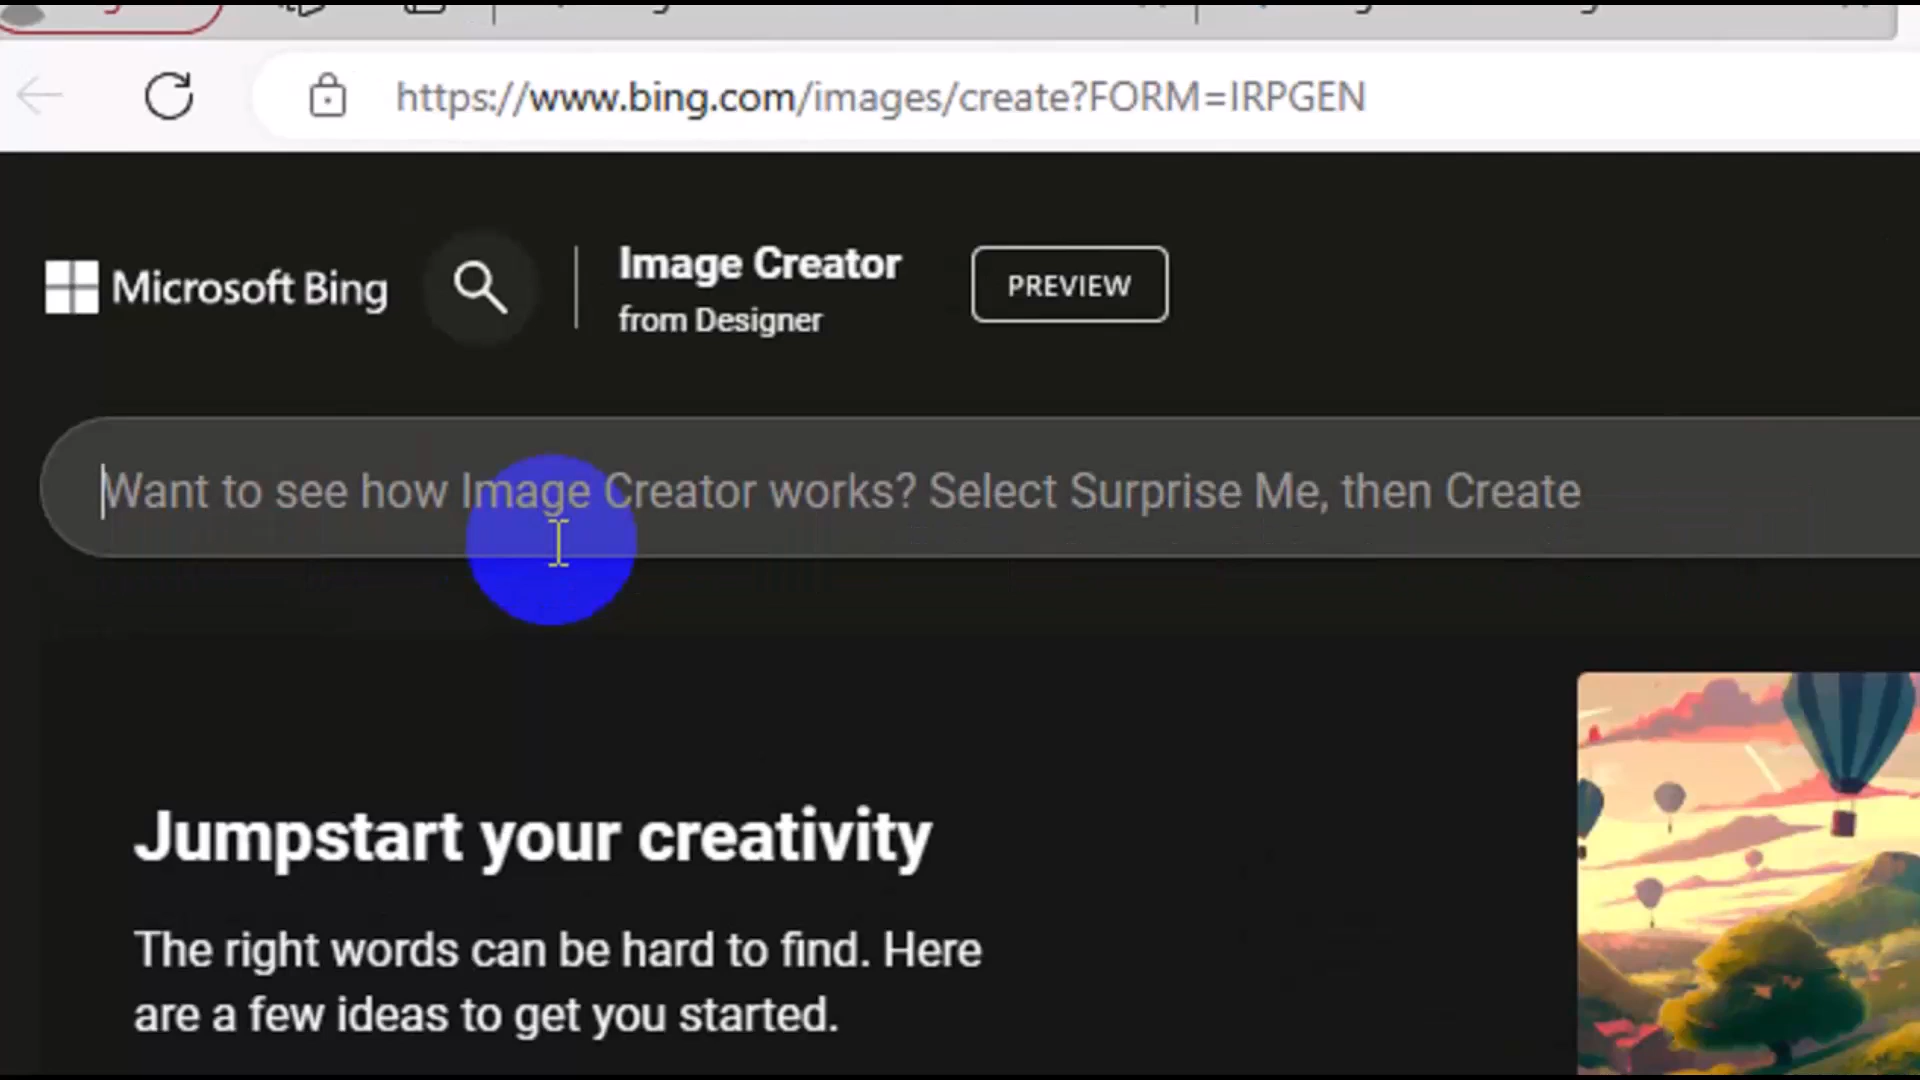 https://www.bing.com/images/create?FORM=IRPGEN
Microsoft Bing
Image Creator
from Designer
PREVIEW
Want to see how Image Creator works? Select Surprise Me, then Create
Jumpstart your creativity
The right words can be hard to find. Here
are a few ideas to get you started.